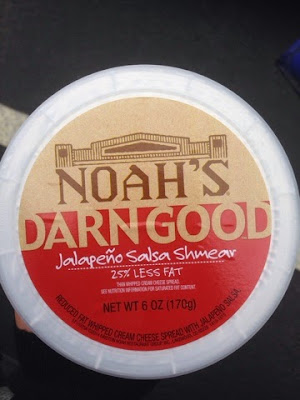 NOAH'S
DARN GOOD
Jalapeño Salsa Shmear
25% LESS FAT
THAN WHIPPED CREAM CHEESE SPREAD.
SEE NUTRITION INFORMATION FOR SATURATED FAT CONTENT.
NET WT 6 OZ (170g)
REDUCED FAT WHIPPED CREAM CHEESE SPREAD WITH JALAPEÑO SALSA